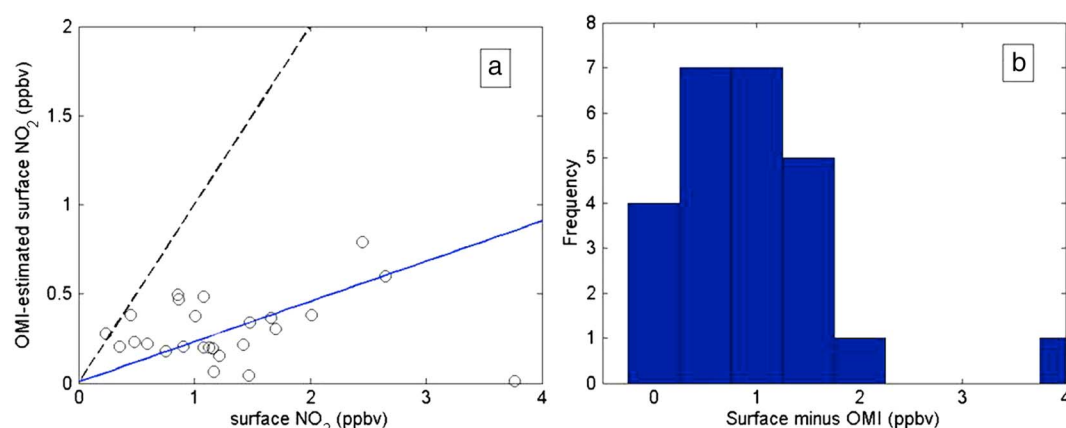 a
OMI-estimated surface NO2 (ppbv)
2
1.5
1
0.5
0
0 1 2 3 4
surface NO2 (ppbv)
b
Frequency
8
7
6
5
4
3
2
1
0
0 1 2 3 4
Surface minus OMI (ppbv)